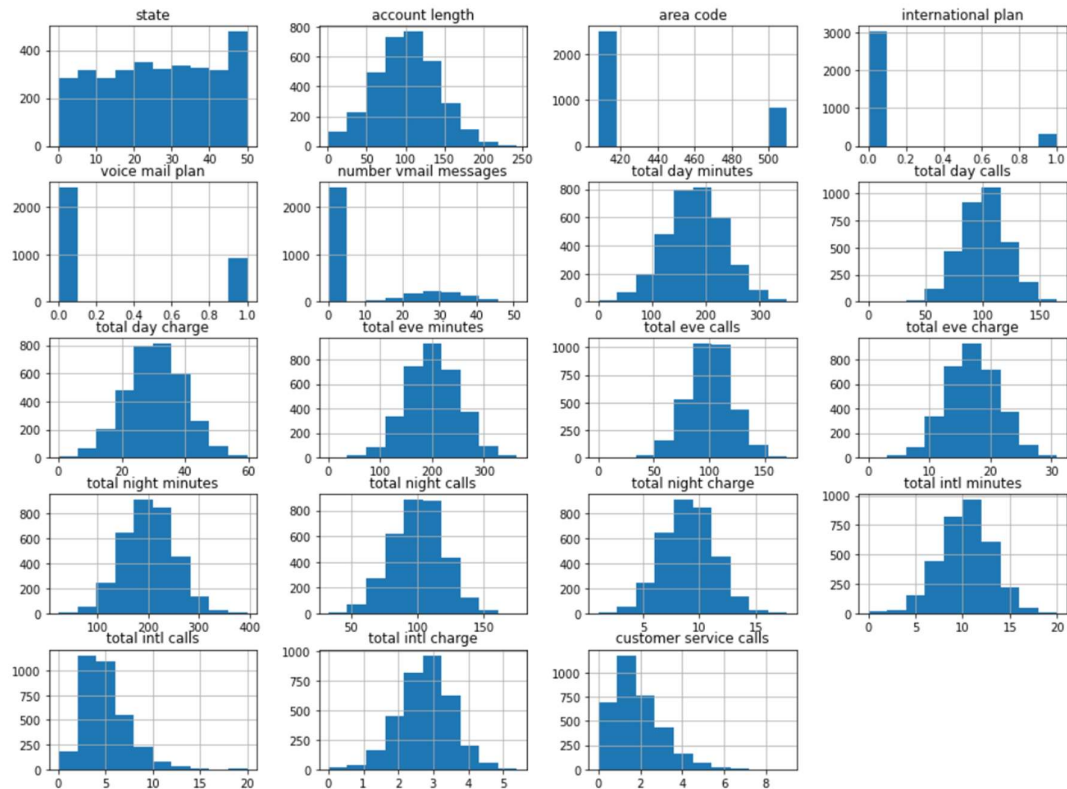 state account length area code international plan
400 200 0
0 10 20 30 40 50
800 600 400 200 0
0 50 100 150 200 250
2000 1000 0
420 440 460 480 500
3000 2000 1000 0
0.0 0.2 0.4 0.6 0.8 1.0
voice mail plan number vmail messages total day minutes total day calls
2000 1000 0
0.0 0.2 0.4 0.6 0.8 1.0
2000 1000 0
0 10 20 30 40 50
800 600 400 200 0
0 100 200 300
1000 750 500 250 0
0 50 100 150
total day charge total eve minutes total eve calls total eve charge
800 600 400 200 0
0 20 40 60
800 600 400 200 0
0 100 200 300
1000 750 500 250 0
0 50 100 150
800 600 400 200 0
0 10 20 30
total night minutes total night calls total night charge total intl minutes
800 600 400 200 0
100 200 300 400
800 600 400 200 0
50 100 150
800 600 400 200 0
5 10 15
1000 750 500 250 0
0 5 10 15 20
total intl calls total intl charge customer service calls
1000 750 500 250 0
0 5 10 15 20
1000 750 500 250 0
0 1 2 3 4 5
1000 750 500 250 0
0 2 4 6 8